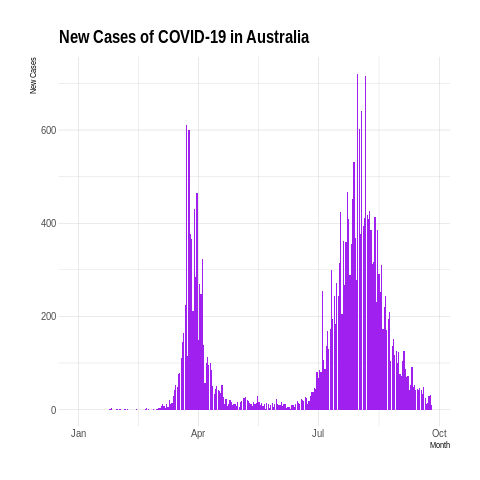 New Cases of COVID-19 in Australia
New Cases
600
400
200
0
Jan Apr Jul Oct
Month